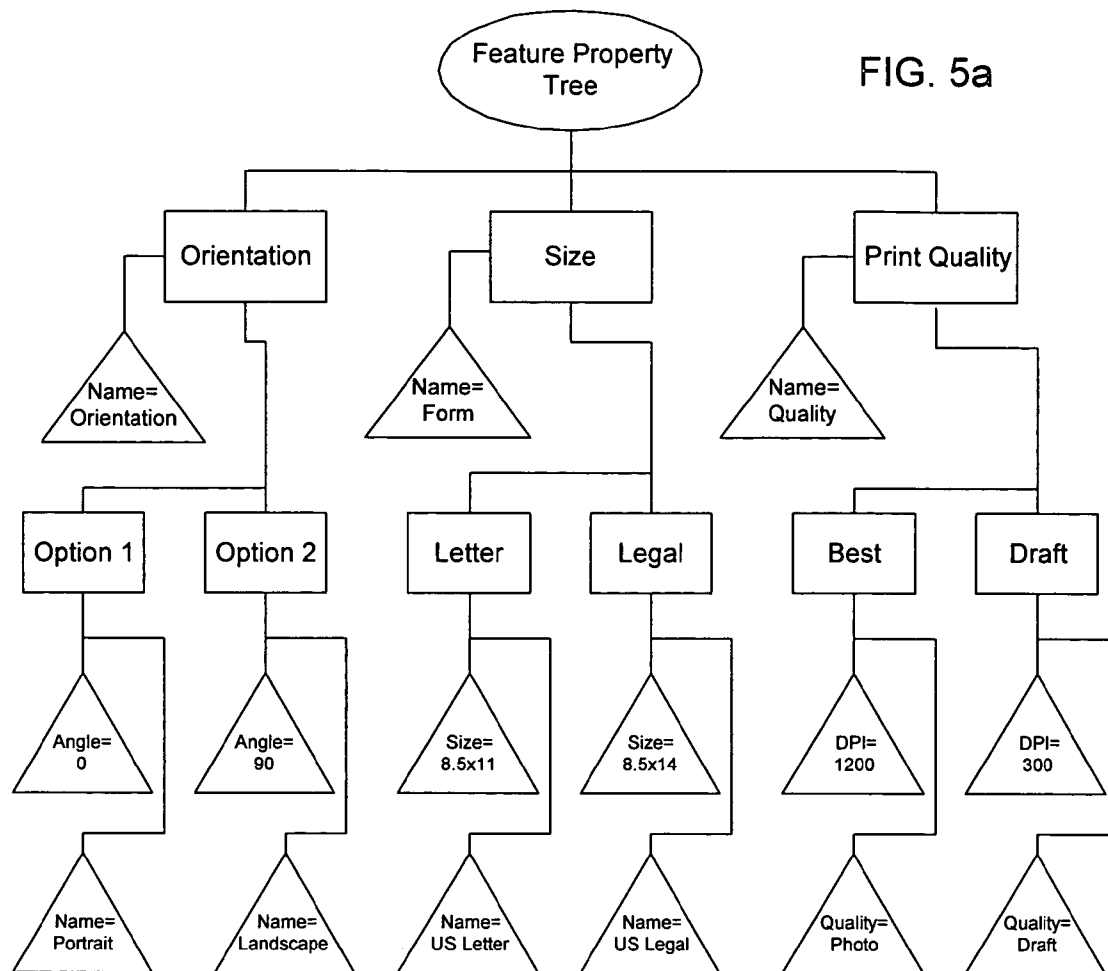 Feature Property
Tree
FIG. 5a
Orientation
Size
Print Quality
Name=
Orientation
Name=
Form
Name=
Quality
Option 1
Option 2
Letter
Legal
Best
Draft
Angle=
0
Angle=
90
Size=
8.5x11
Size=
8.5x14
DPI=
1200
DPI=
300
Name=
Portrait
Name=
Landscape
Name=
US Letter
Name=
US Legal
Quality=
Photo
Quality=
Draft